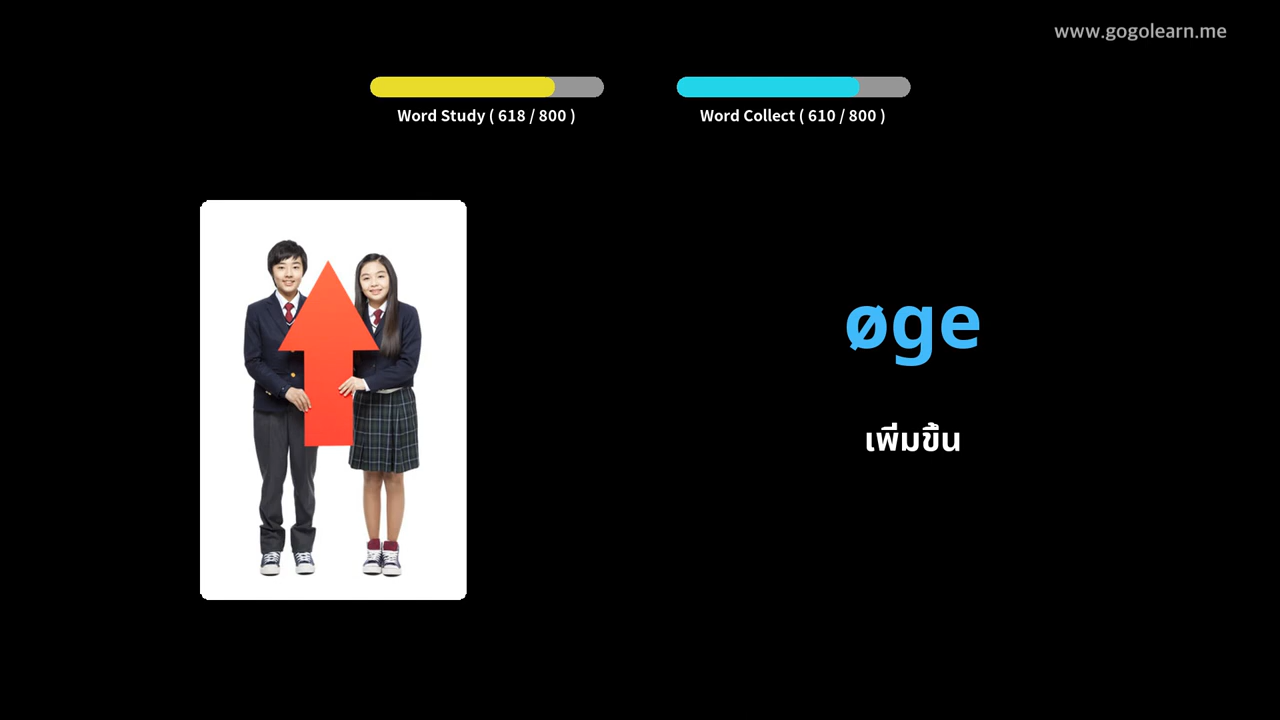 www.gogolearn.me
Word Study ( 618 / 800 )
Word Collect ( 610 / 800 )
øge
เพิ่มขึ้น